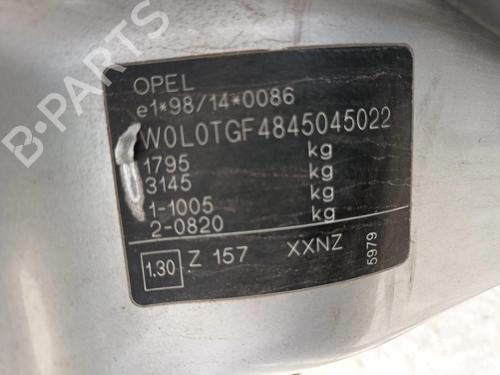 OPEL
e1*98/14*0086
W0L0TGF4845045022
1795 kg
3145 kg
1-1005 kg
2-0820 kg
1.30 Z 157 XXNZ
5979
B-PARTS